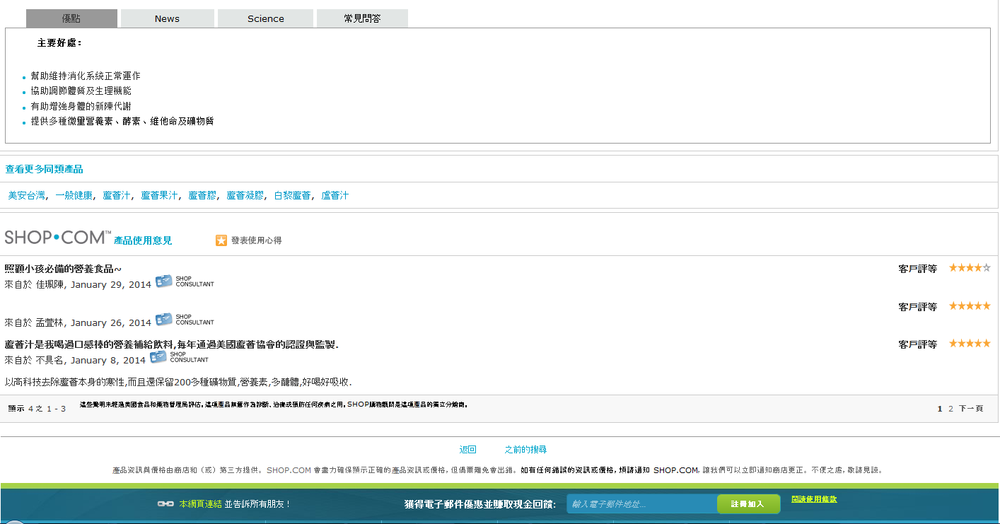 優點 News Science 常見問答
主要好處：
幫助維持消化系統正常運作
協助調節體質及生理機能
有助增強身體的新陳代謝
提供多種微量營養素、酵素、維他命及礦物質
查看更多同類產品
美安台灣, 一般健康, 蘆薈汁, 蘆薈果汁, 蘆薈膠, 蘆薈凝膠, 白黎蘆薈, 盧薈汁
SHOP•COM™ 產品使用意見 發表使用心得
照顧小孩必備的營養食品~ 客戶評等
來自於 佳珮陳, January 29, 2014 SHOP CONSULTANT
客戶評等
來自於 孟萱林, January 26, 2014 SHOP CONSULTANT
蘆薈汁是我喝過口感棒的營養補給飲料,每年通過美國蘆薈協會的認證與監製. 客戶評等
來自於 不具名, January 8, 2014 SHOP CONSULTANT
以高科技去除蘆薈本身的寒性,而且還保留200多種礦物質,營養素,多醣體,好喝好吸收.
顯示 4 之 1 - 3 這些聲明未經過美國食品和藥物管理局評估。這項產品無意作為診斷、治療或預防任何疾病之用。SHOP購物顧問是這項產品的獨立分銷商。 1 2 下一頁
返回 之前的搜尋
產品資訊與價格由商店和（或）第三方提供。SHOP.COM 會盡力確保顯示正確的產品資訊或價格，但偶爾難免會出錯。如有任何錯誤的資訊或價格，煩請通知 SHOP.COM，讓我們可以立即通知商店更正。不便之處，敬請見諒。
本網頁連結 並告訴所有朋友！ 獲得電子郵件優惠並賺取現金回饋: 輸入電子郵件地址... 註冊加入 閱讀使用條款